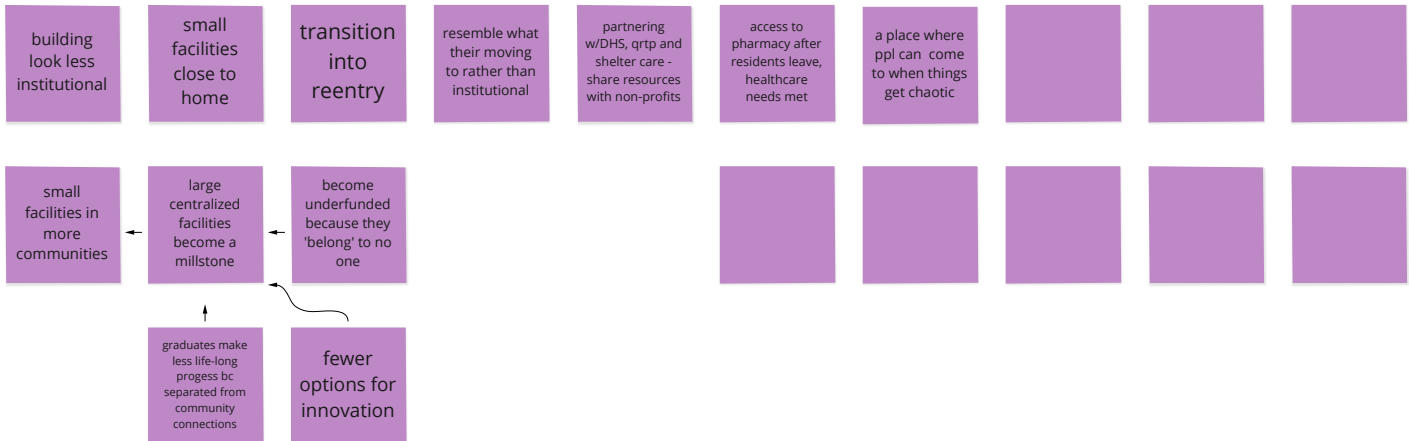 building
look less
institutional
small
facilities
close to
home
transition
into
reentry
resemble what
their moving
to rather than
institutional
partnering
w/DHS, qrtp and
shelter care -
share resources
with non-profits
access to
pharmacy after
residents leave,
healthcare
needs met
a place where
ppl can come
to when things
get chaotic
small
facilities in
more
communities
large
centralized
facilities
become a
millstone
become
underfunded
because they
'belong' to no
one
graduates make
less life-long
progess bc
separated from
community
connections
fewer
options for
innovation